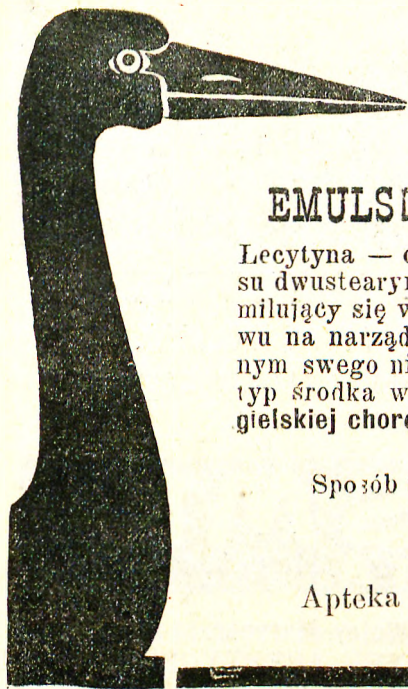 EMULSI
Lecytyna —
su dwustearyn
milujący się w
wu na narząd
nym swego ni
typ środka w
gielskiej chor
Sposób
Apteka